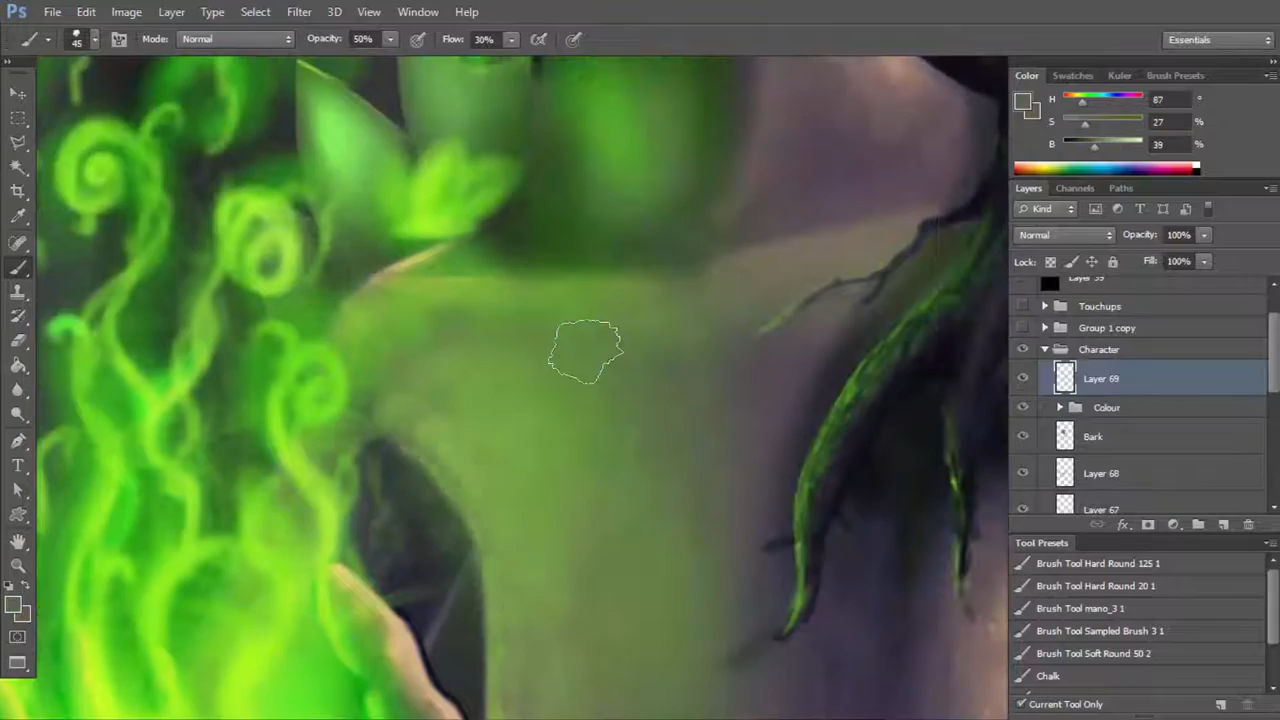 Ps File Edit Image Layer Type Select Filter 3D View Window Help
45 Mode: Normal Opacity: 50% Flow: 30% Essentials
Color Swatches Kuler Brush Presets
H 87 °
S 27 %
B 39 %
Layers Channels Paths
Kind
Normal Opacity: 100%
Lock: Fill: 100%
Layer 39
Touchups
Group 1 copy
Character
Layer 69
Colour
Bark
Layer 68
Layer 67
fx
Tool Presets
Brush Tool Hard Round 125 1
Brush Tool Hard Round 20 1
Brush Tool mano_3 1
Brush Tool Sampled Brush 3 1
Brush Tool Soft Round 50 2
Chalk
Current Tool Only